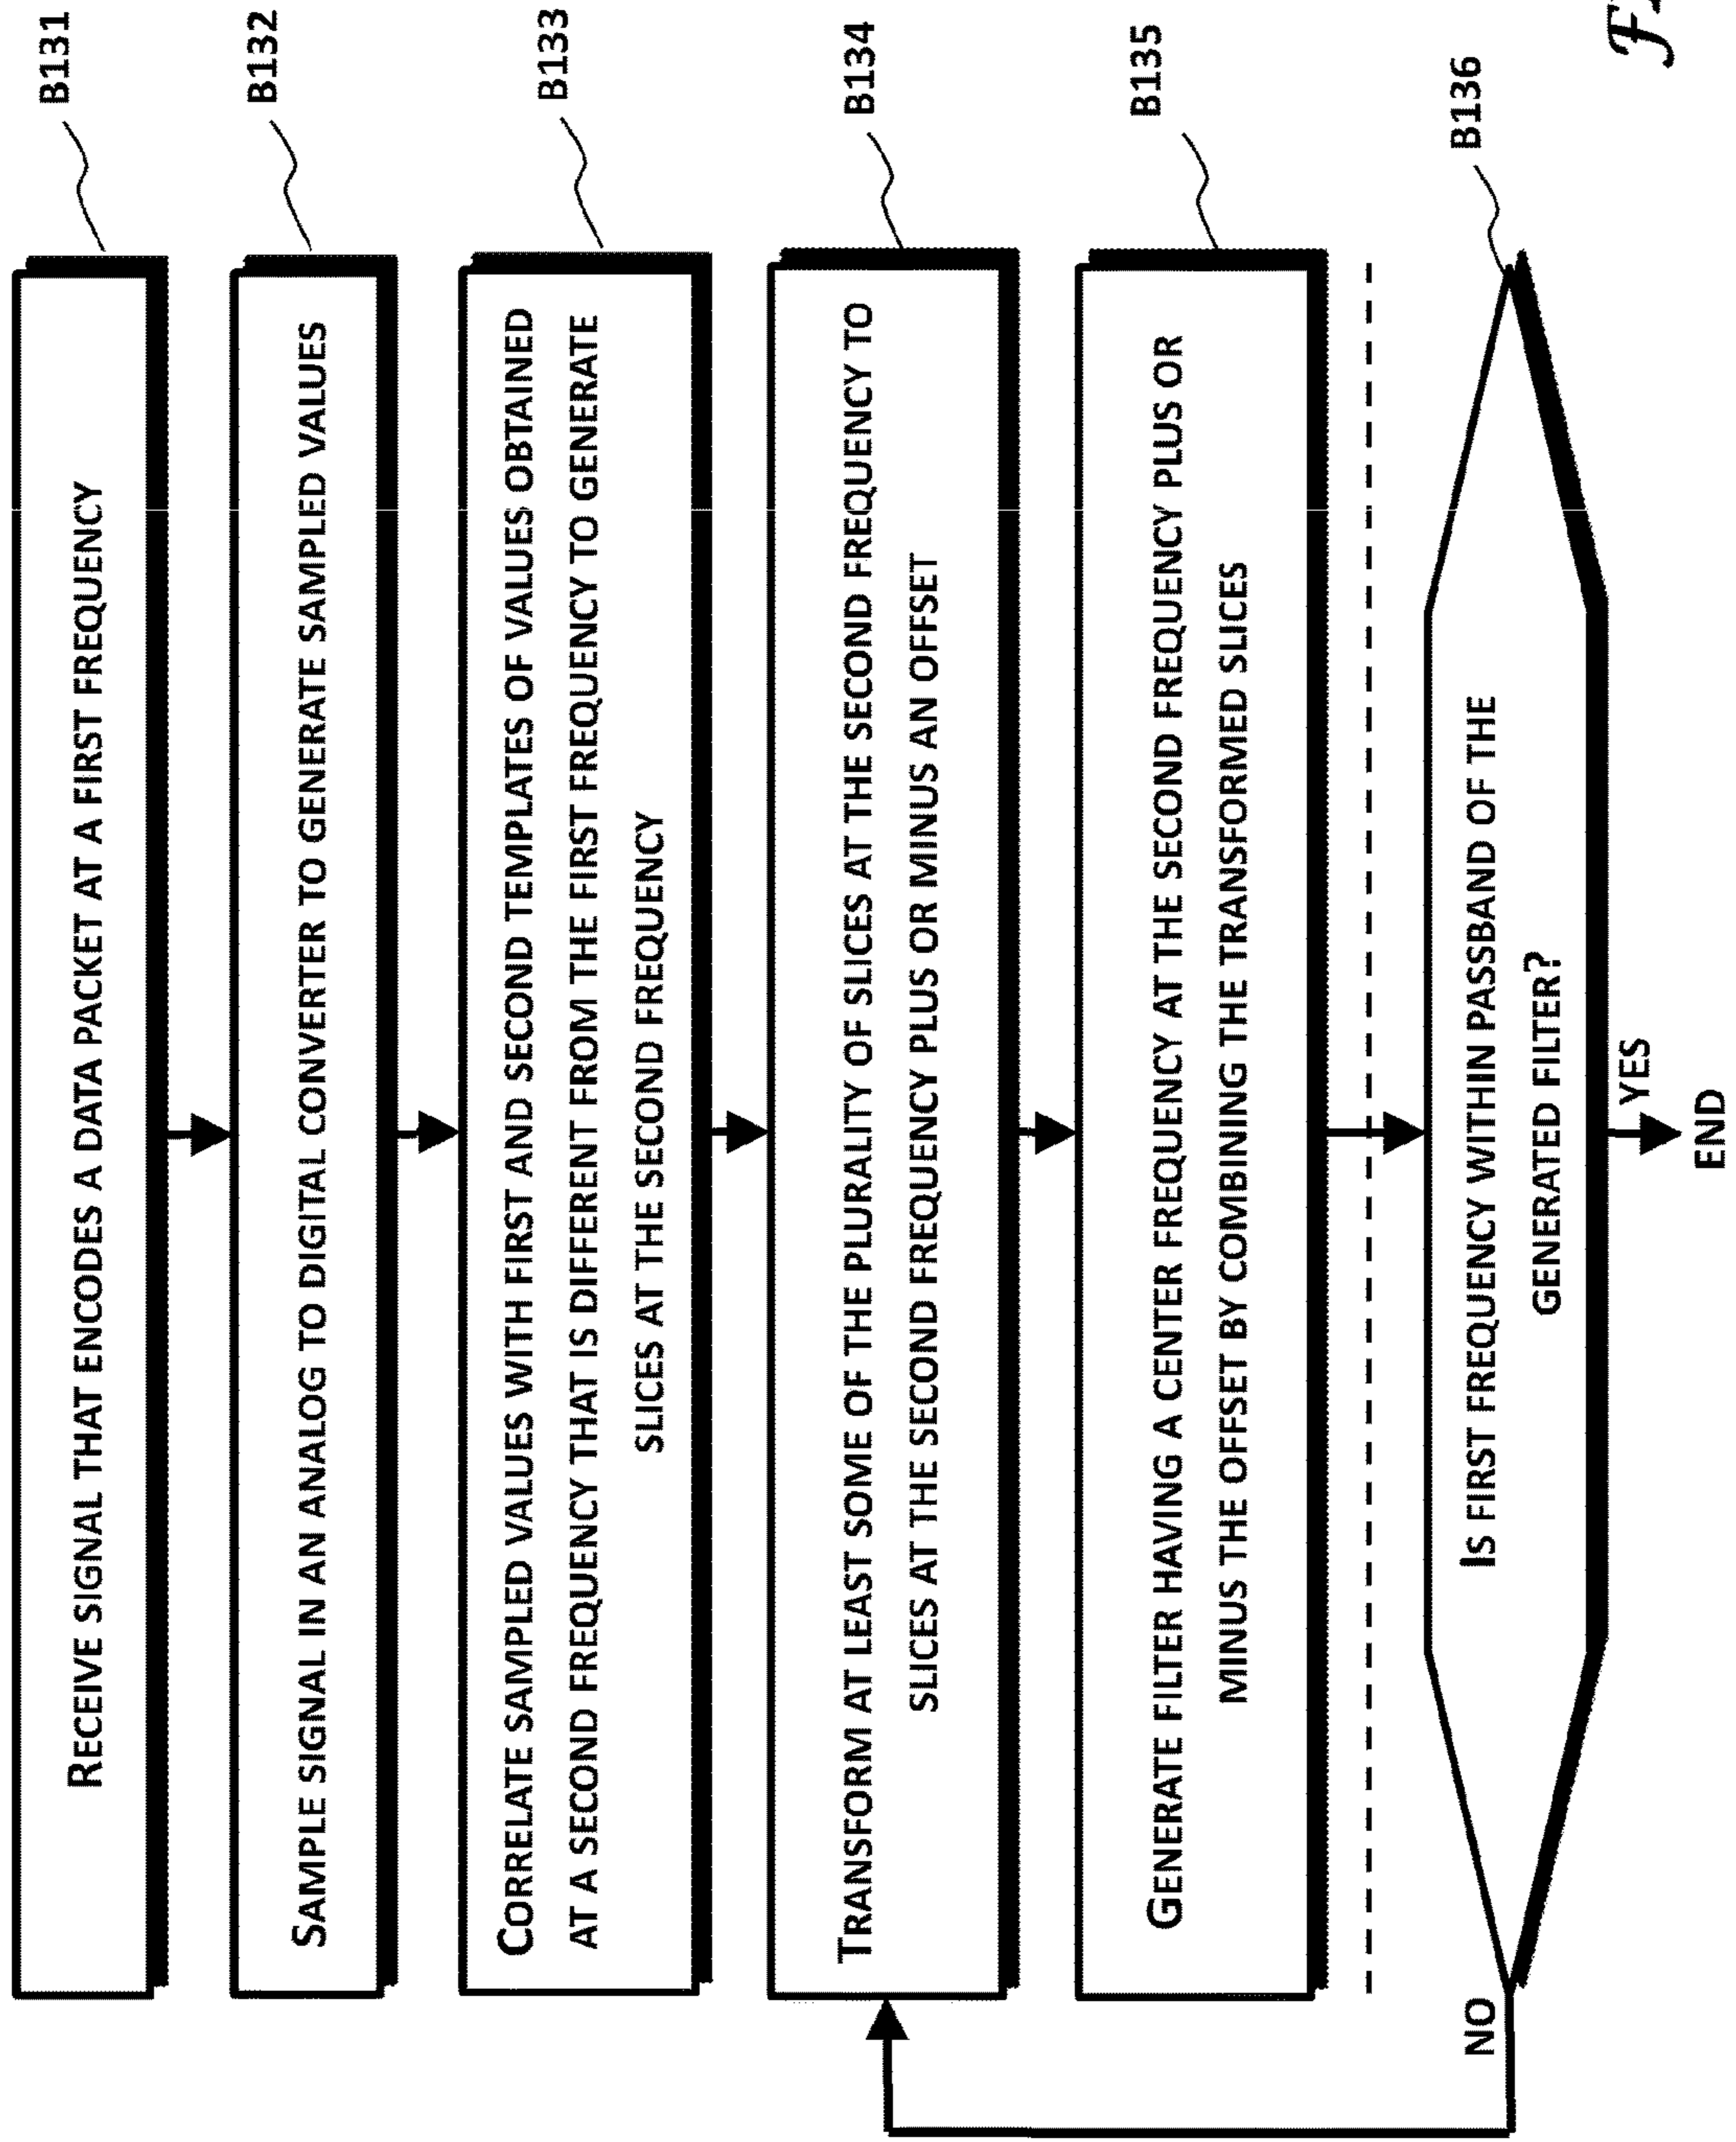 RECEIVE SIGNAL THAT ENCODES A DATA PACKET AT A FIRST FREQUENCY
B131
SAMPLE SIGNAL IN AN ANALOG TO DIGITAL CONVERTER TO GENERATE SAMPLED VALUES
B132
CORRELATE SAMPLED VALUES WITH FIRST AND SECOND TEMPLATES OF VALUES OBTAINED
AT A SECOND FREQUENCY THAT IS DIFFERENT FROM THE FIRST FREQUENCY TO GENERATE
SLICES AT THE SECOND FREQUENCY
B133
TRANSFORM AT LEAST SOME OF THE PLURALITY OF SLICES AT THE SECOND FREQUENCY TO
SLICES AT THE SECOND FREQUENCY PLUS OR MINUS AN OFFSET
B134
GENERATE FILTER HAVING A CENTER FREQUENCY AT THE SECOND FREQUENCY PLUS OR
MINUS THE OFFSET BY COMBINING THE TRANSFORMED SLICES
B135
IS FIRST FREQUENCY WITHIN PASSBAND OF THE
GENERATED FILTER?
B136
NO
YES
END